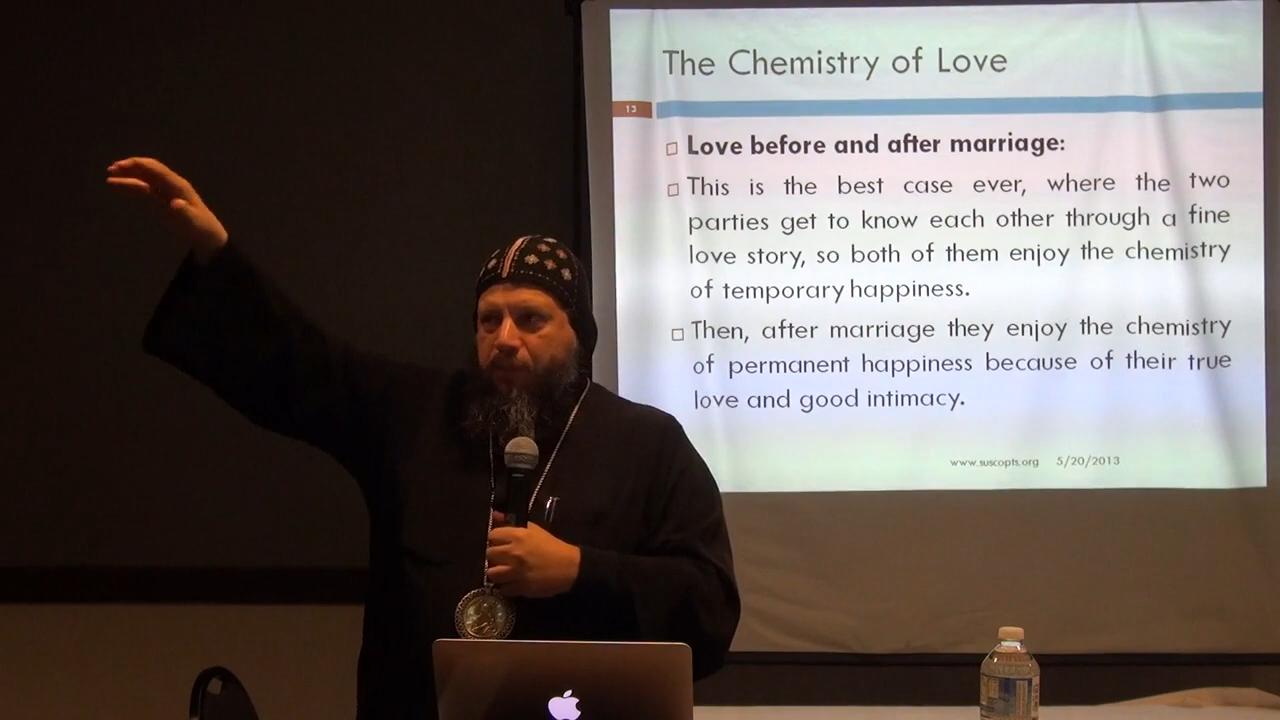 The Chemistry of Love
13
Love before and after marriage:
This is the best case ever, where the two
parties get to know each other through a fine
love story, so both of them enjoy the chemistry
of temporary happiness.
Then, after marriage they enjoy the chemistry
of permanent happiness because of their true
love and good intimacy.
www.suscopts.org 5/20/2013